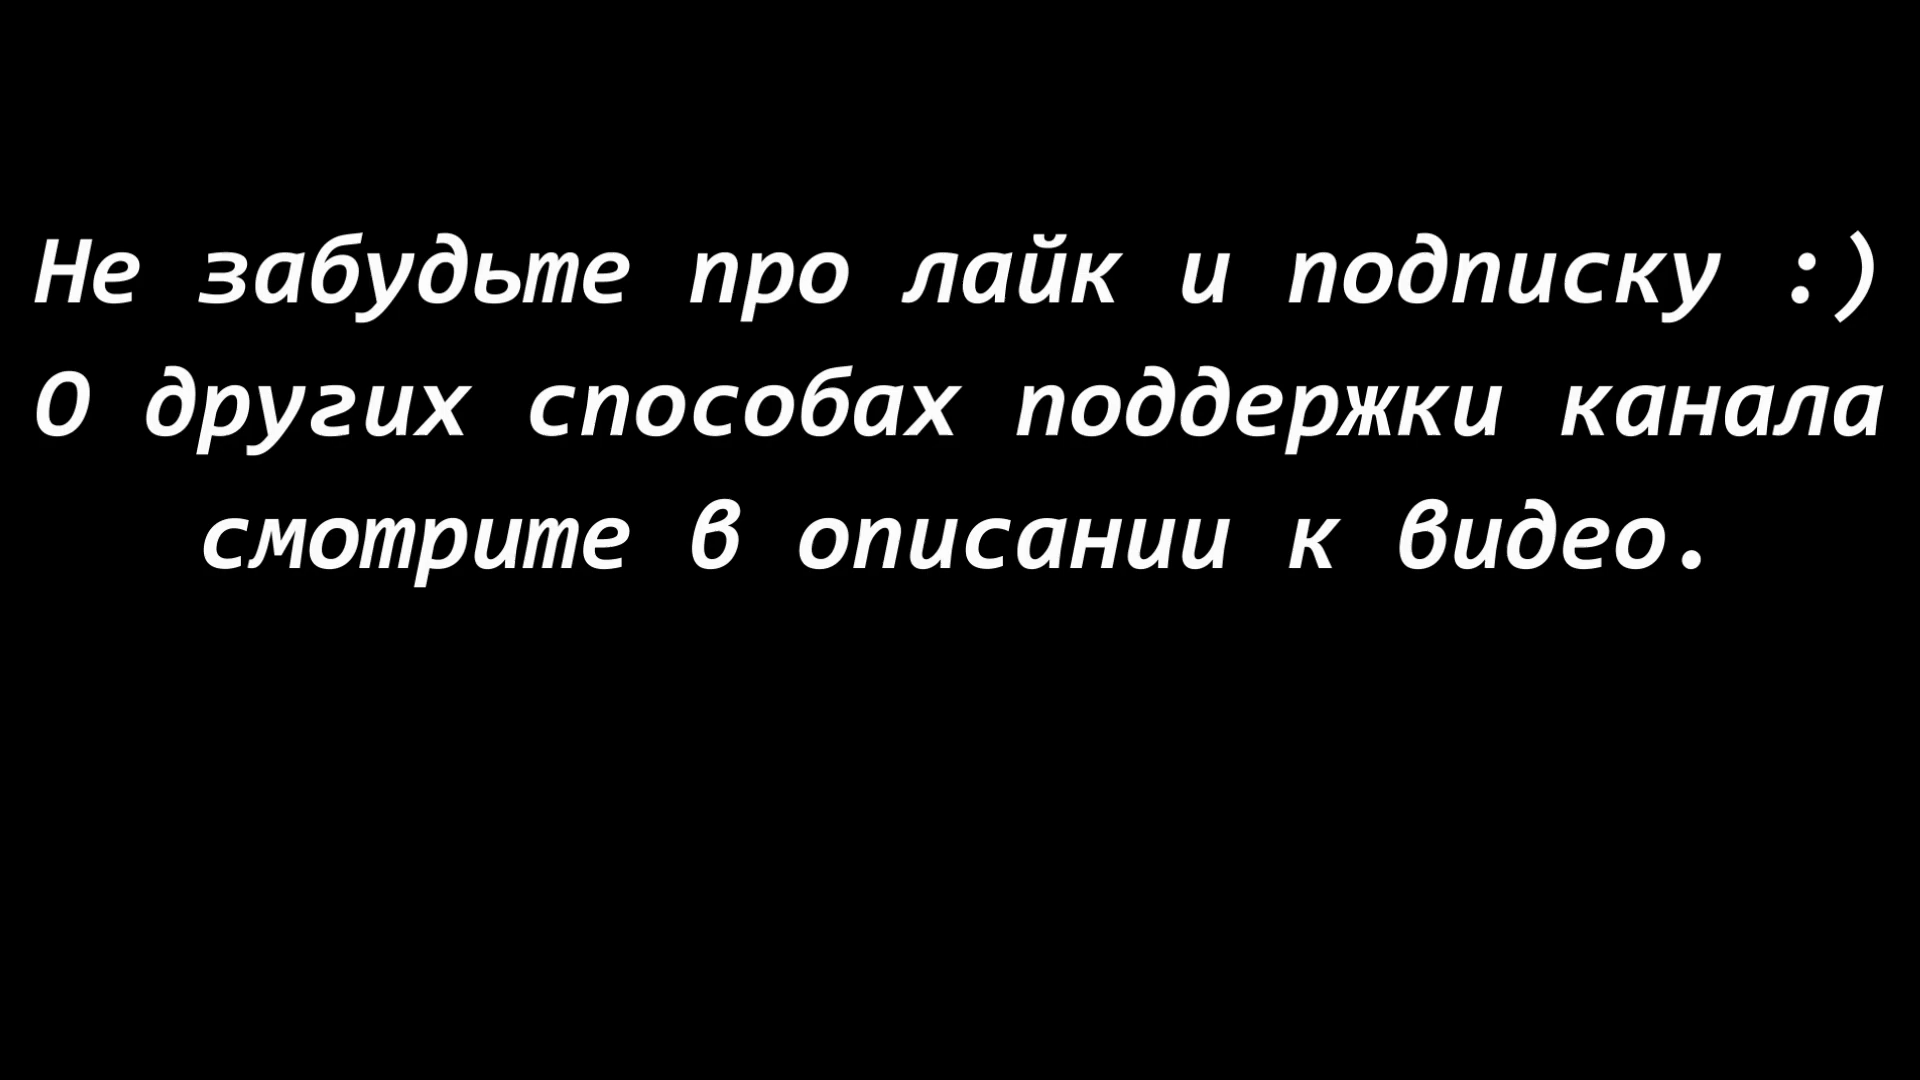 Не забудьте про лайк и подписку :)
О других способах поддержки канала
смотрите в описании к видео.